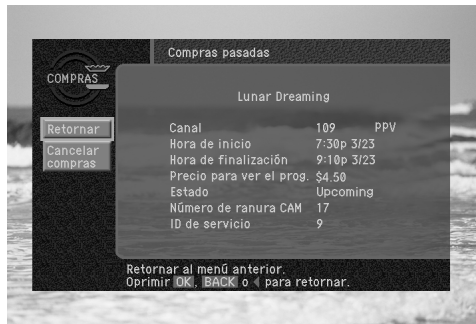 Compras pasadas
COMPRAS
Lunar Dreaming
Retornar
Cancelar
compras
Canal 109 PPV
Hora de inicio 7:30p 3/23
Hora de finalización 9:10p 3/23
Precio para ver el prog. $4.50
Estado Upcoming
Número de ranura CAM 17
ID de servicio 9
Retornar al menú anterior.
Oprimir OK, BACK o para retornar.